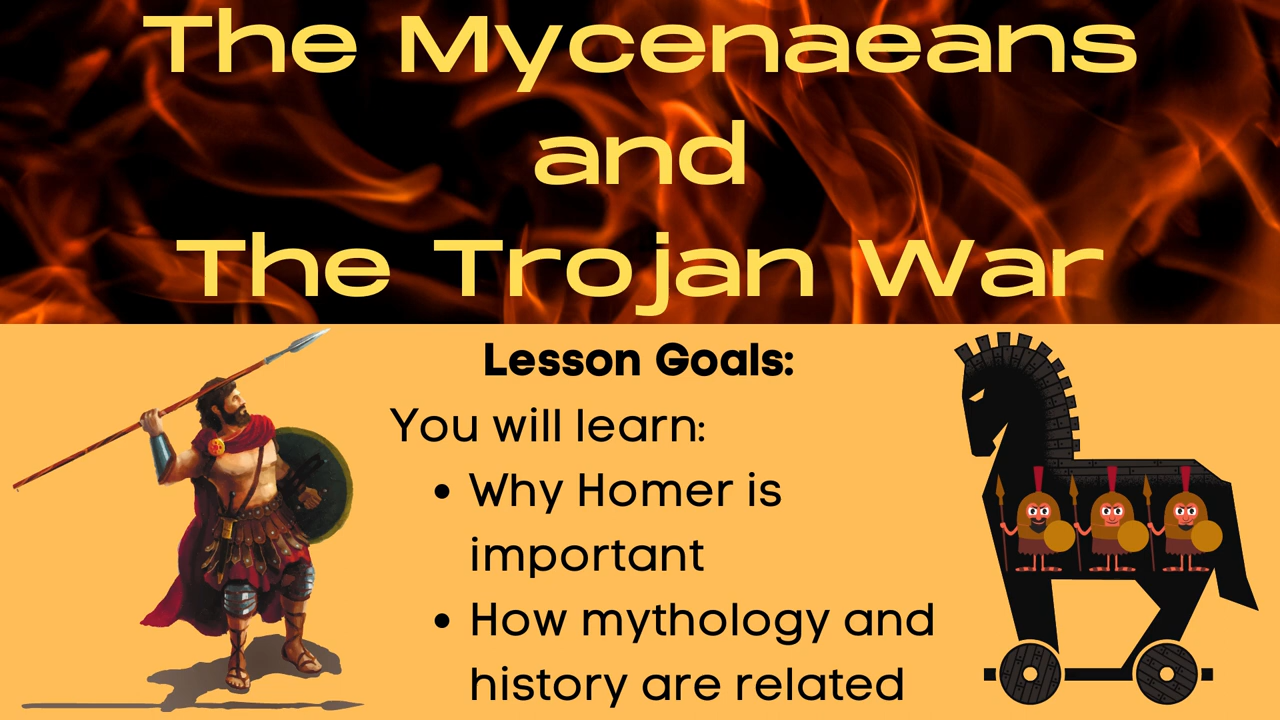 The Mycenaeans
and
The Trojan War
Lesson Goals:
You will learn:
• Why Homer is
important
• How mythology and
history are related